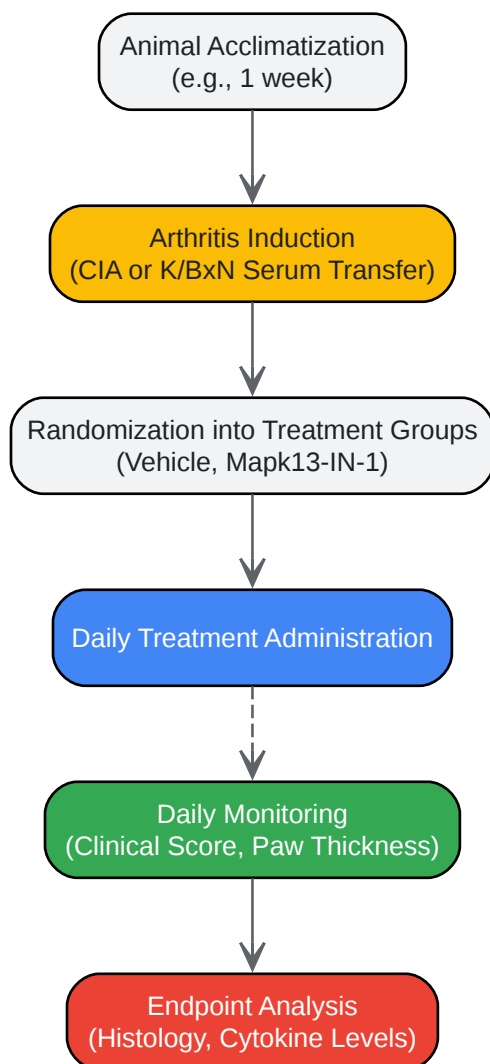 Animal Acclimatization
(e.g., 1 week)
Arthritis Induction
(CIA or K/BxN Serum Transfer)
Randomization into Treatment Groups
(Vehicle, Mapk13-IN-1)
Daily Treatment Administration
Daily Monitoring
(Clinical Score, Paw Thickness)
Endpoint Analysis
(Histology, Cytokine Levels)